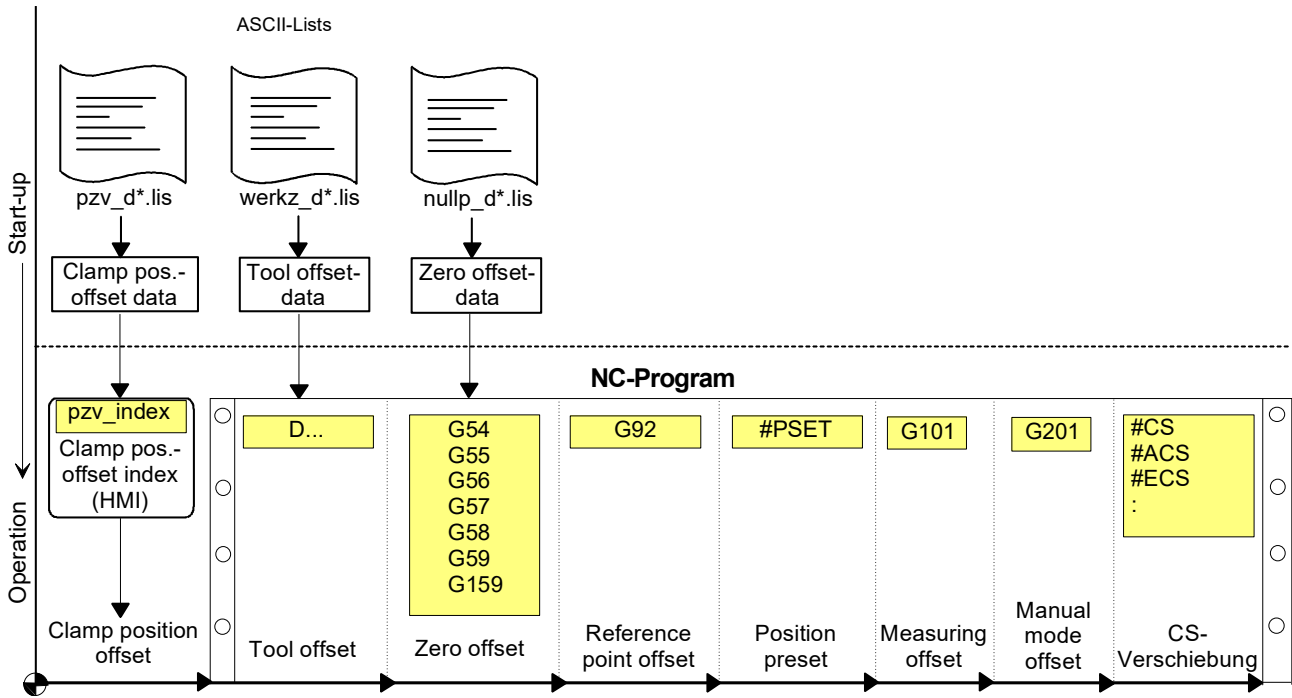 ASCII-Lists
pzv_d*.lis
werkz_d*.lis
nullp_d*.lis
Start-up
Clamp pos.-
offset data
Tool offset-
data
Zero offset-
data
NC-Program
Operation
pzv_index
Clamp pos.-
offset index
(HMI)
D...
G54
G55
G56
G57
G58
G59
G159
G92
#PSET
G101
G201
#CS
#ACS
#ECS
:
Clamp position
offset
Tool offset
Zero offset
Reference
point offset
Position
preset
Measuring
offset
Manual
mode
offset
CS-
Verschiebung